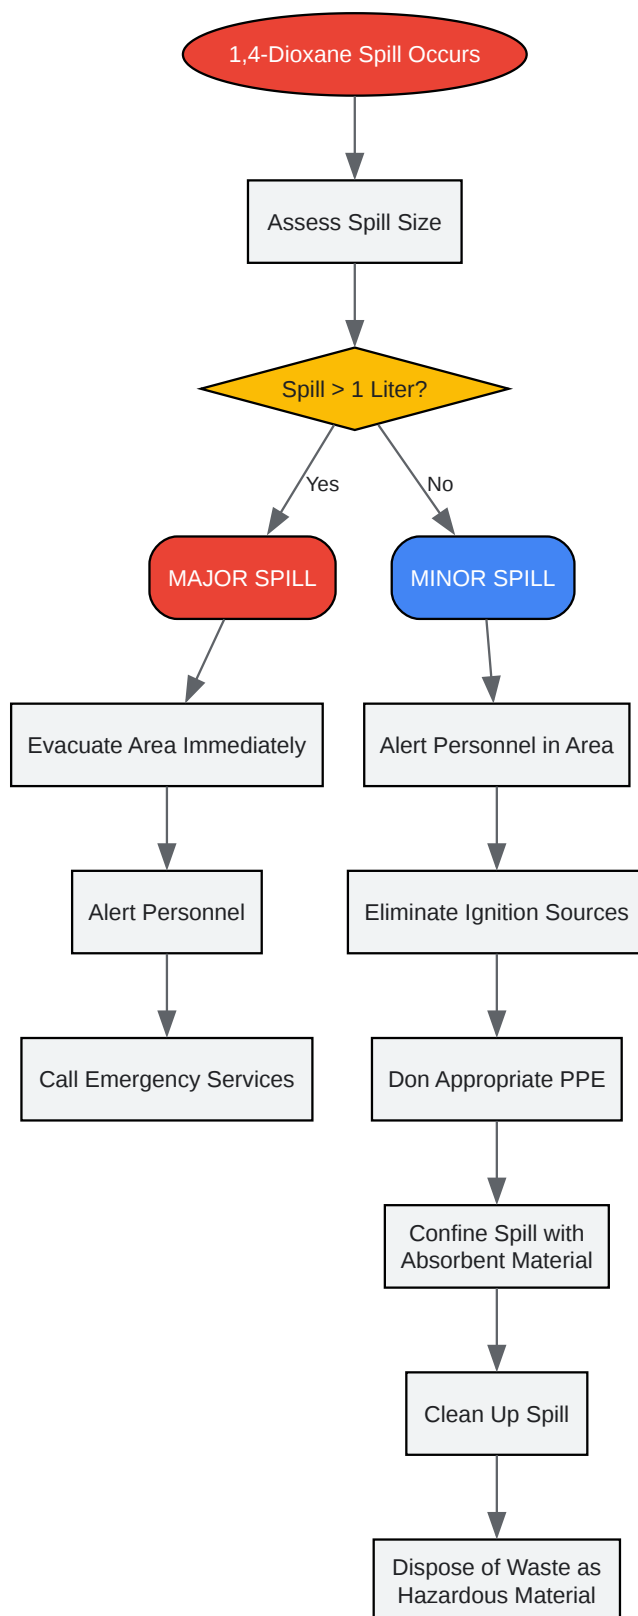 1,4-Dioxane Spill Occurs
Assess Spill Size
Spill > 1 Liter?
Yes
No
MAJOR SPILL
MINOR SPILL
Evacuate Area Immediately
Alert Personnel in Area
Alert Personnel
Eliminate Ignition Sources
Call Emergency Services
Don Appropriate PPE
Confine Spill with
Absorbent Material
Clean Up Spill
Dispose of Waste as
Hazardous Material